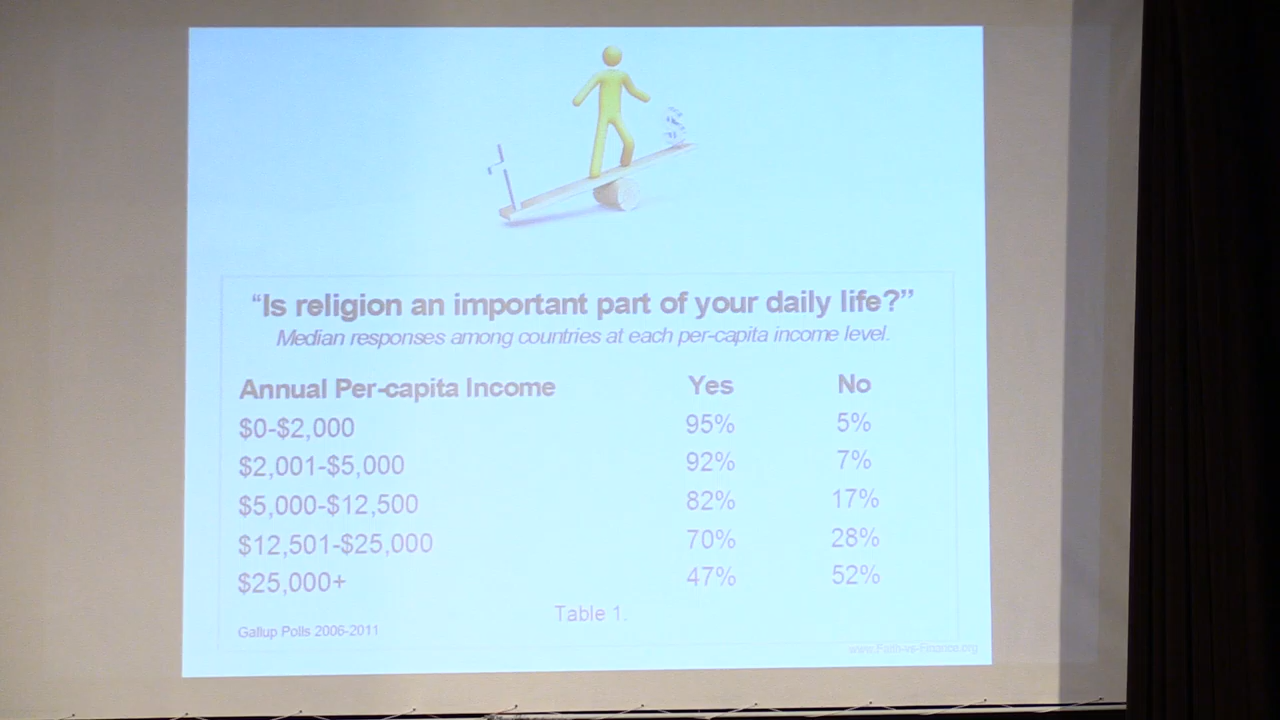 $
“Is religion an important part of your daily life?”
Median responses among countries at each per-capita income level.
Annual Per-capita Income Yes No
$0-$2,000 95% 5%
$2,001-$5,000 92% 7%
$5,000-$12,500 82% 17%
$12,501-$25,000 70% 28%
$25,000+ 47% 52%
Table 1.
Gallup Polls 2006-2011
www.Faith-vs-Finance.org